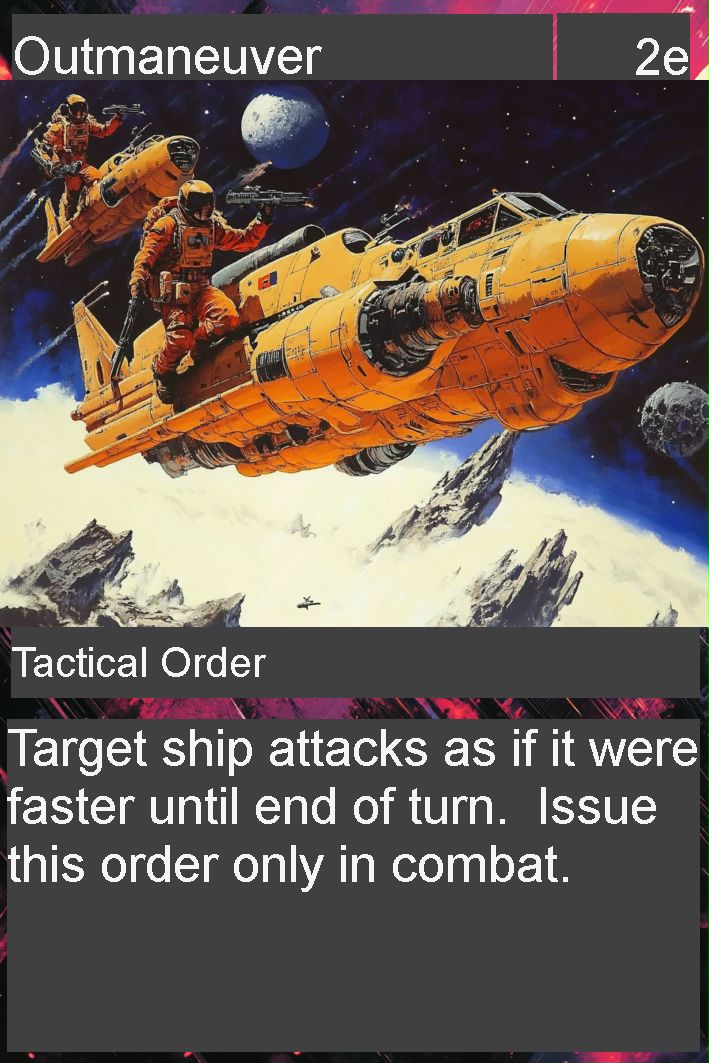 Outmaneuver 2e
Tactical Order
Target ship attacks as if it were
faster until end of turn.  Issue
this order only in combat.